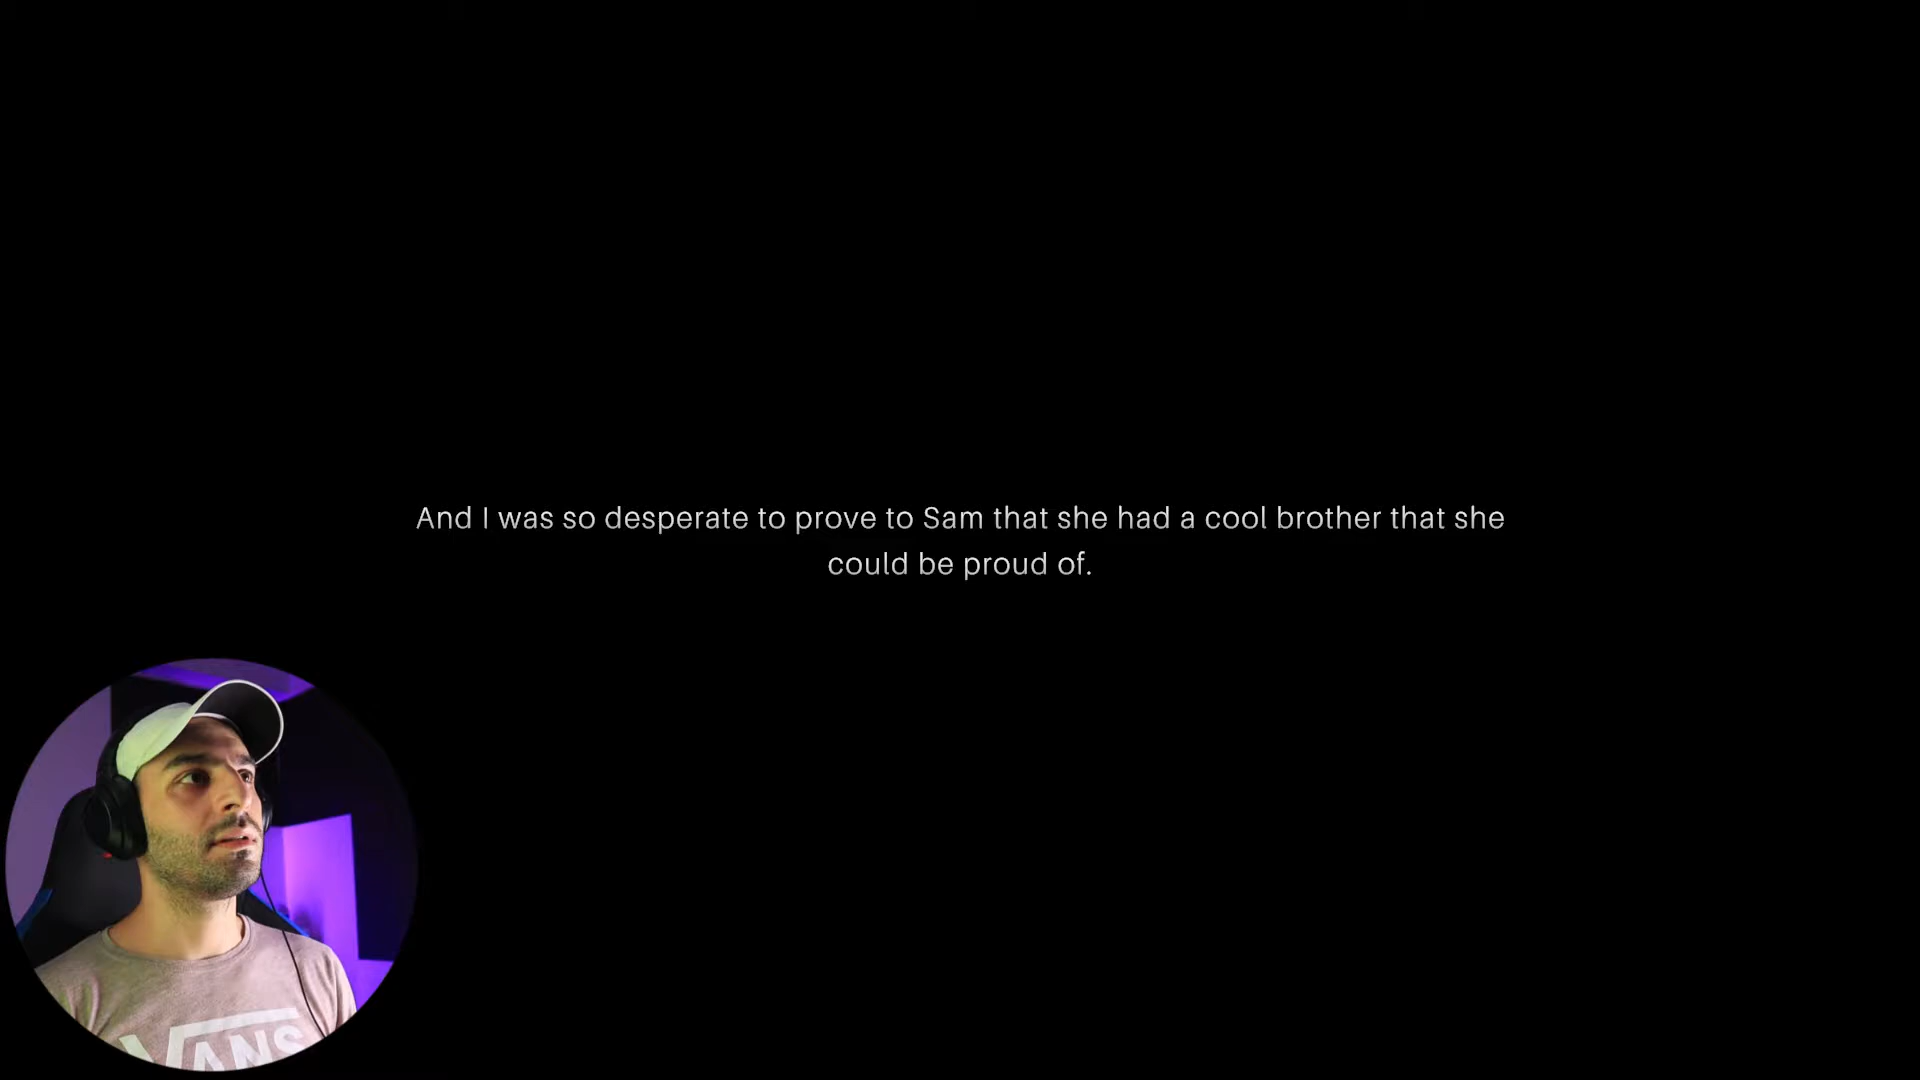 And I was so desperate to prove to Sam that she had a cool brother that she
could be proud of.
VANS